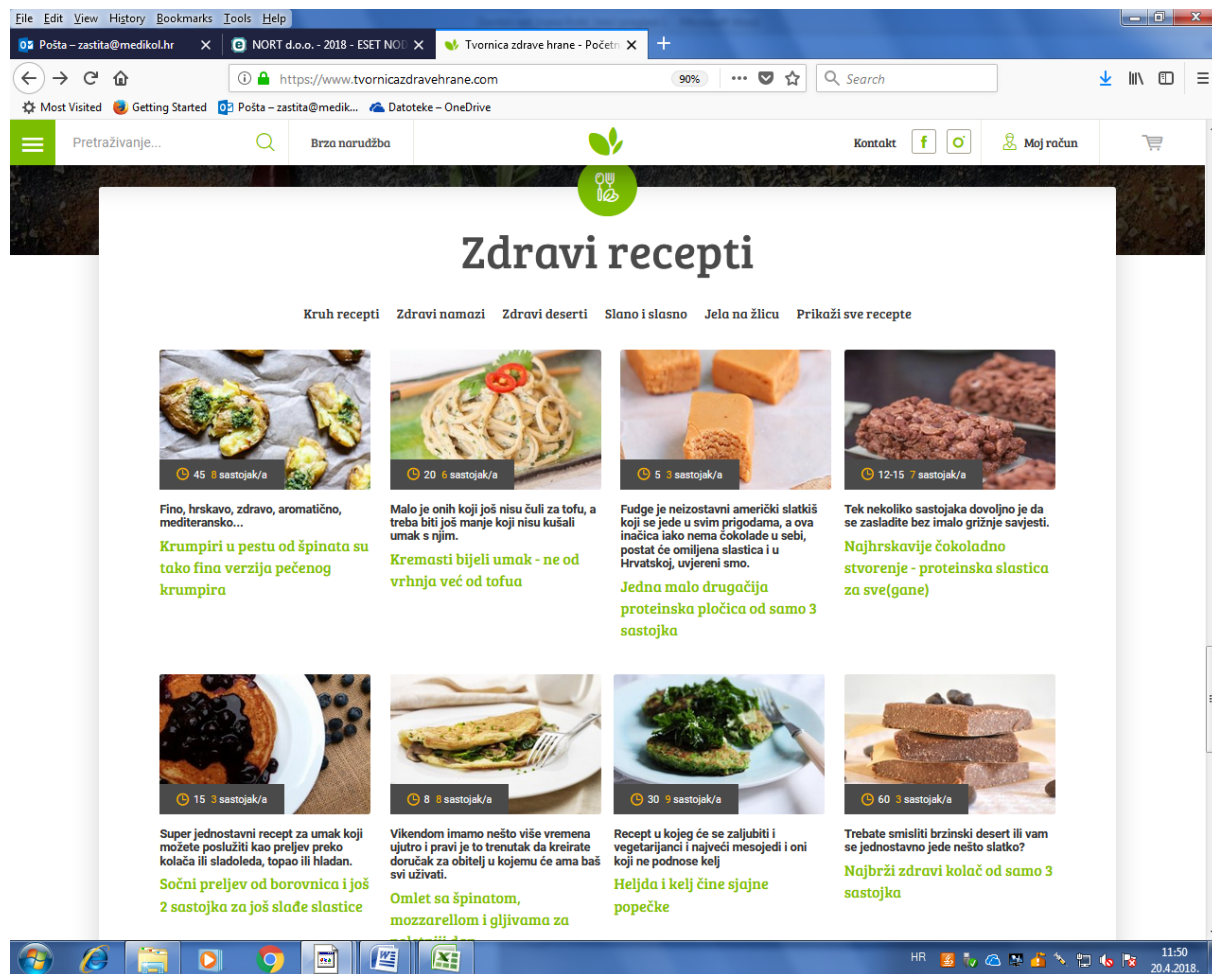 File Edit View History Bookmarks Tools Help
Pošta – zastita@medikol.hr
NORT d.o.o. - 2018 - ESET NOD
Tvornica zdrave hrane - Početn
https://www.tvornicazdravehrane.com
90%
Search
Most Visited Getting Started Pošta – zastita@medik... Datoteke – OneDrive
Pretraživanje...
Brza narudžba
Kontakt
Moj račun
Zdravi recepti
Kruh recepti Zdravi namazi Zdravi deserti Slano i slasno Jela na žlicu Prikaži sve recepte
45 8 sastojak/a
Fino, hrskavo, zdravo, aromatično,
mediteransko...
Krumpiri u pestu od špinata su
tako fina verzija pečenog
krumpira
20 6 sastojak/a
Malo je onih koji još nisu čuli za tofu, a
treba biti još manje koji nisu kušali
umak s njim.
Kremasti bijeli umak - ne od
vrhnja već od tofua
5 3 sastojak/a
Fudge je neizostavni američki slatkiš
koji se jede u svim prigodama, a ova
inačica iako nema čokolade u sebi,
postat će omiljena slastica i u
Hrvatskoj, uvjereni smo.
Jedna malo drugačija
proteinska pločica od samo 3
sastojka
12-15 7 sastojak/a
Tek nekoliko sastojaka dovoljno je da
se zasladite bez imalo grižnje savjesti.
Najhrskavije čokoladno
stvorenje - proteinska slastica
za sve(gane)
15 3 sastojak/a
Super jednostavni recept za umak koji
možete poslužiti kao preljev preko
kolača ili sladoleda, topao ili hladan.
Sočni preljev od borovnica i još
2 sastojka za još slađe slastice
8 8 sastojak/a
Vikendom imamo nešto više vremena
ujutro i pravi je to trenutak da kreirate
doručak za obitelj u kojemu će ama baš
svi uživati.
Omlet sa špinatom,
mozzarellom i gljivama za
30 9 sastojak/a
Recept u kojeg će se zaljubiti i
vegetarijanci i najveći mesojedi i oni
koji ne podnose kelj
Heljda i kelj čine sjajne
popečke
60 3 sastojak/a
Trebate smisliti brzinski desert ili vam
se jednostavno jede nešto slatko?
Najbrži zdravi kolač od samo 3
sastojka
HR
11:50
20.4.2018.